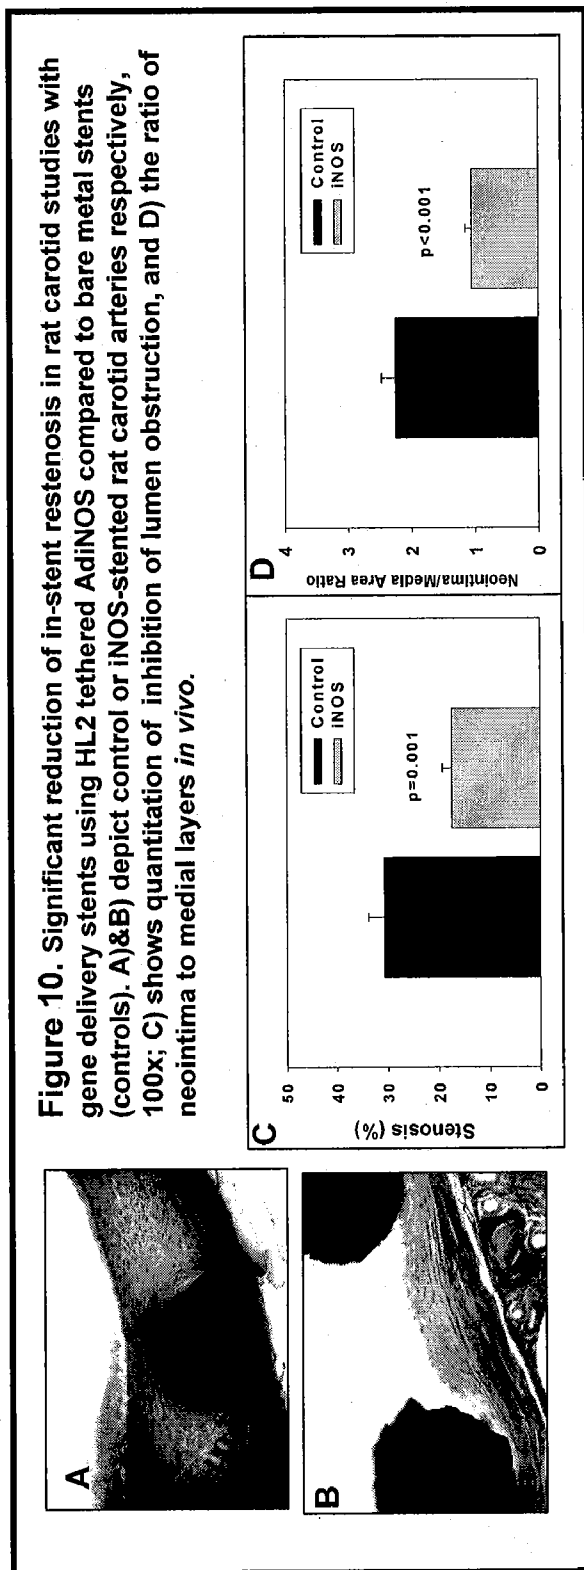 Figure 10. Significant reduction of in-stent restenosis in rat carotid studies with
gene delivery stents using HL2 tethered AdiNOS compared to bare metal stents
(controls). A)&B) depict control or iNOS-stented rat carotid arteries respectively,
100x; C) shows quantitation of inhibition of lumen obstruction, and D) the ratio of
neointima to medial layers in vivo.
A
B
C
Stenosis (%)
50
40
30
20
10
0
Control
iNOS
p=0.001
D
Neointima/Media Area Ratio
4
3
2
1
0
Control
iNOS
p<0.001